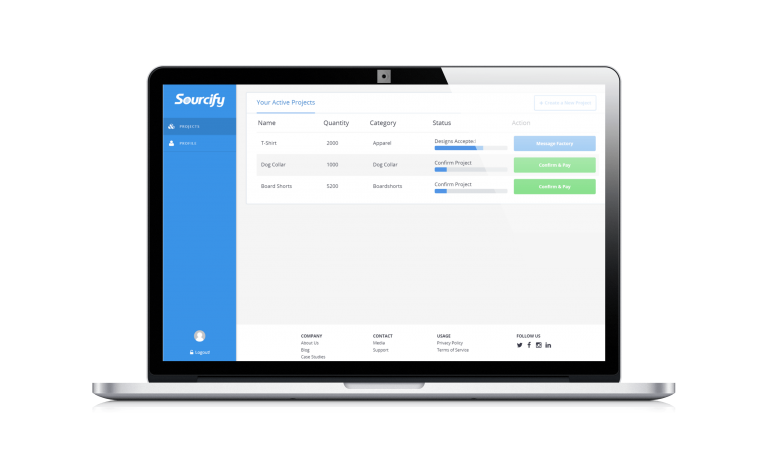 Sourcify
PROJECTS
PROFILE
Logout
Your Active Projects
+ Create a New Project
Name Quantity Category Status Action
T-Shirt 2000 Apparel Designs Accepted Message Factory
Dog Collar 1000 Dog Collar Confirm Project Confirm & Pay
Board Shorts 5200 Boardshorts Confirm Project Confirm & Pay
COMPANY CONTACT USAGE FOLLOW US
About Us Media Privacy Policy
Blog Support Terms of Service
Case Studies